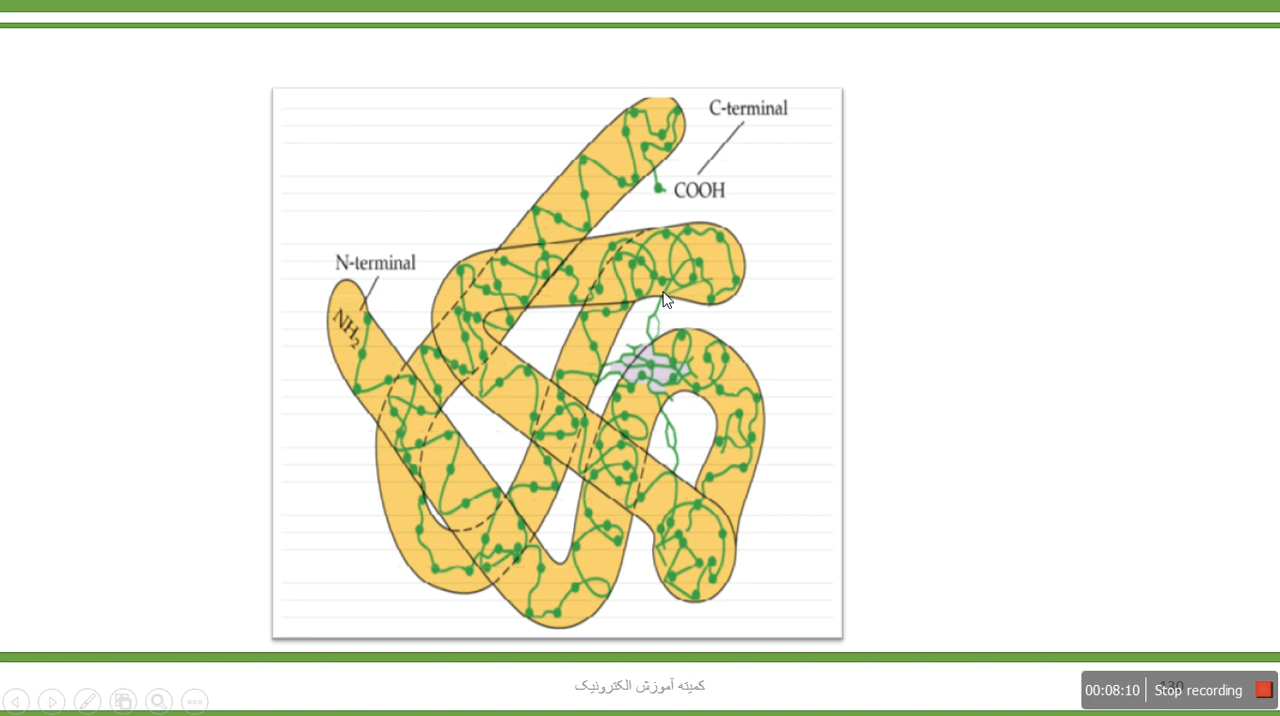 C-terminal
COOH
N-terminal
NH2
کمیته آموزش الکترونیک
00:08:10 Stop recording